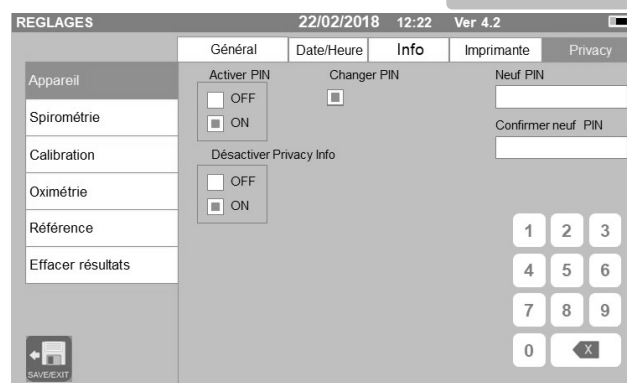 REGLAGES 22/02/2018 12:22 Ver 4.2
Général Date/Heure Info Imprimante Privacy
Appareil
Spirométrie
Calibration
Oximétrie
Référence
Effacer résultats
Activer PIN Changer PIN Neuf PIN
OFF
ON
Confirmer neuf PIN
Désactiver Privacy Info
OFF
ON
1 2 3
4 5 6
7 8 9
0 X
SAVE/EXIT